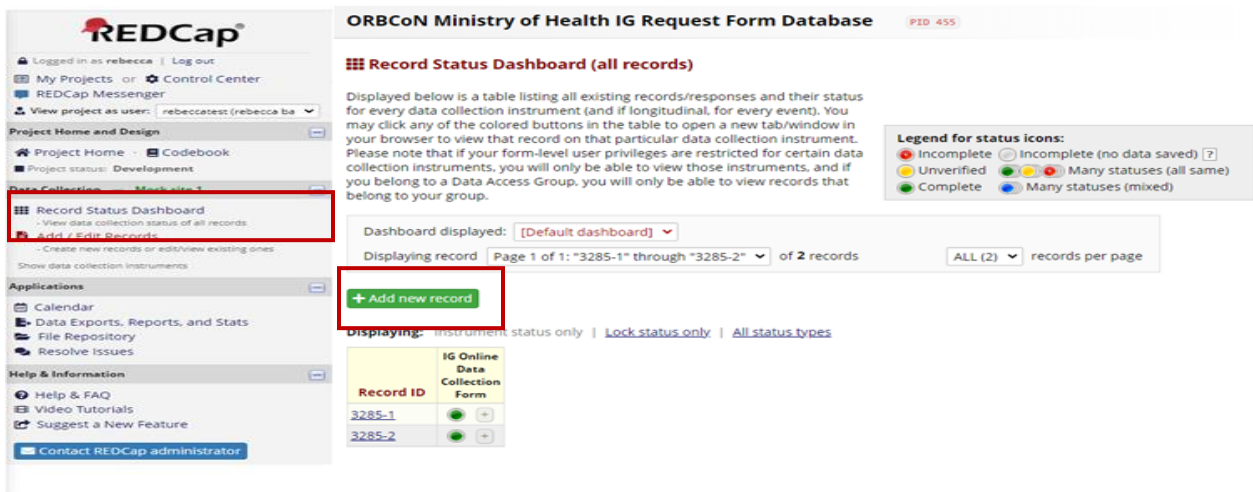 REDCap
Logged in as rebecca | Log out
My Projects or Control Center
REDCap Messenger
View project as user: rebeccatest (rebecca ba
Project Home and Design
Project Home · Codebook
Project status: Development
Data Collection Mock site 1
Record Status Dashboard
- View data collection status of all records
Add / Edit Records
- Create new records or edit/view existing ones
Show data collection instruments
Applications
Calendar
Data Exports, Reports, and Stats
File Repository
Resolve Issues
Help & Information
Help & FAQ
Video Tutorials
Suggest a New Feature
Contact REDCap administrator
ORBCoN Ministry of Health IG Request Form Database PID 455
Record Status Dashboard (all records)
Displayed below is a table listing all existing records/responses and their status
for every data collection instrument (and if longitudinal, for every event). You
may click any of the colored buttons in the table to open a new tab/window in
your browser to view that record on that particular data collection instrument.
Please note that if your form-level user privileges are restricted for certain data
collection instruments, you will only be able to view those instruments, and if
you belong to a Data Access Group, you will only be able to view records that
belong to your group.
Legend for status icons:
Incomplete Incomplete (no data saved) ?
Unverified Many statuses (all same)
Complete Many statuses (mixed)
Dashboard displayed: [Default dashboard]
Displaying record Page 1 of 1: "3285-1" through "3285-2" of 2 records ALL (2) records per page
+ Add new record
Displaying: Instrument status only | Lock status only | All status types
Record ID
IG Online
Data
Collection
Form
3285-1 +
3285-2 +